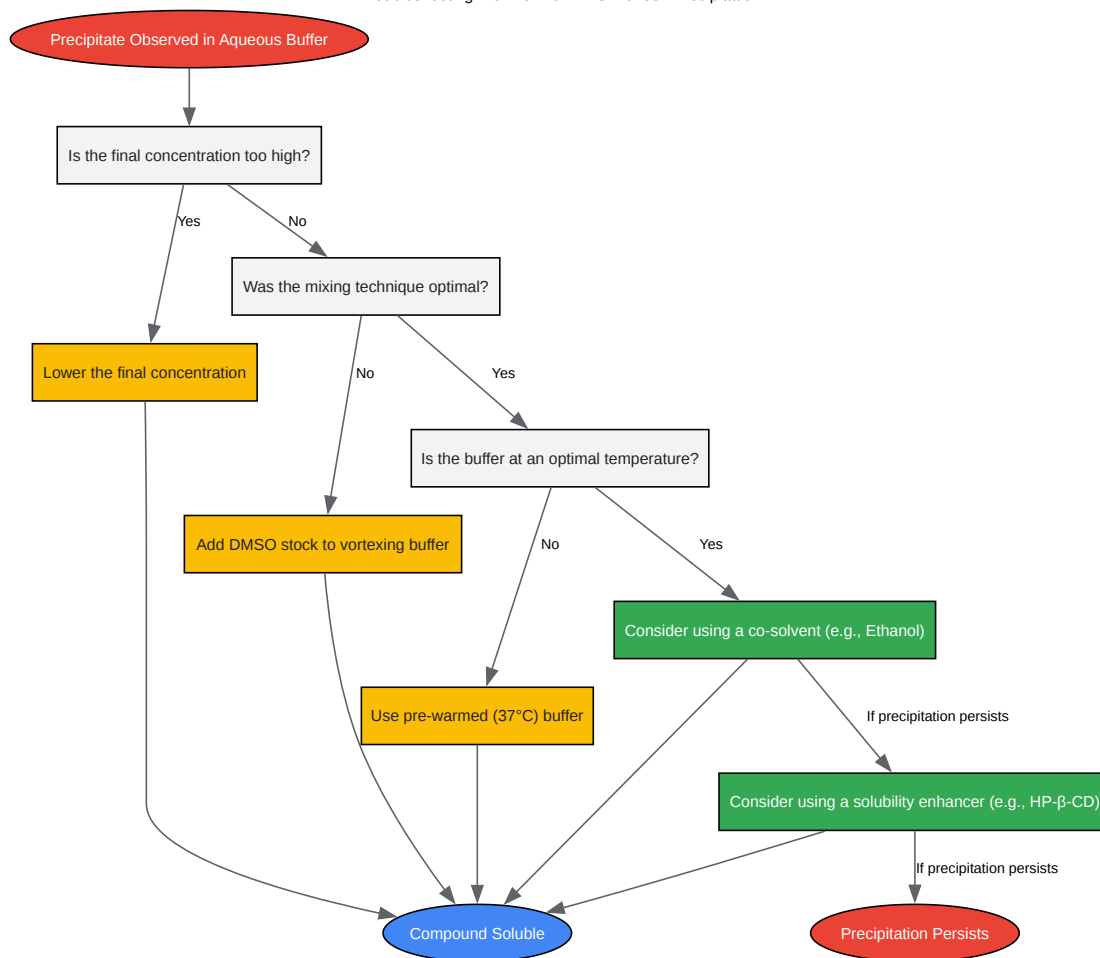 Precipitate Observed in Aqueous Buffer
Is the final concentration too high?
Yes
No
Was the mixing technique optimal?
Lower the final concentration
No
Yes
Is the buffer at an optimal temperature?
Add DMSO stock to vortexing buffer
No
Yes
Consider using a co-solvent (e.g., Ethanol)
Use pre-warmed (37°C) buffer
If precipitation persists
Consider using a solubility enhancer (e.g., HP-β-CD)
If precipitation persists
Compound Soluble
Precipitation Persists